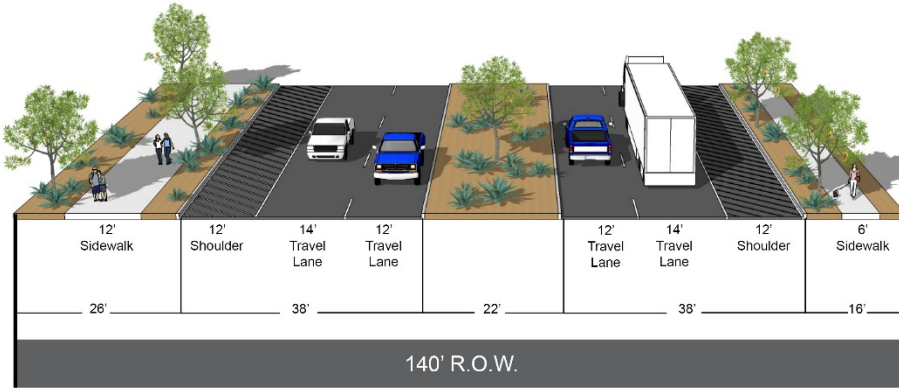 12' 12' 14' 12' 12' 14' 12' 6'
Sidewalk Shoulder Travel Travel Travel Travel Shoulder Sidewalk
Lane Lane Lane Lane
26' 38' 22' 38' 16'
140' R.O.W.